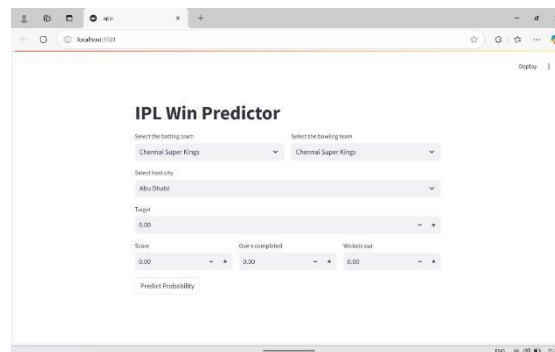 app
localhost:8501
Deploy
IPL Win Predictor
Select the batting team Select the bowling team
Chennai Super Kings Chennai Super Kings
Select host city
Abu Dhabi
Target
0.00 - +
Score Overs completed Wickets out
0.00 - + 0.00 - + 0.00 - +
Predict Probability
ENG